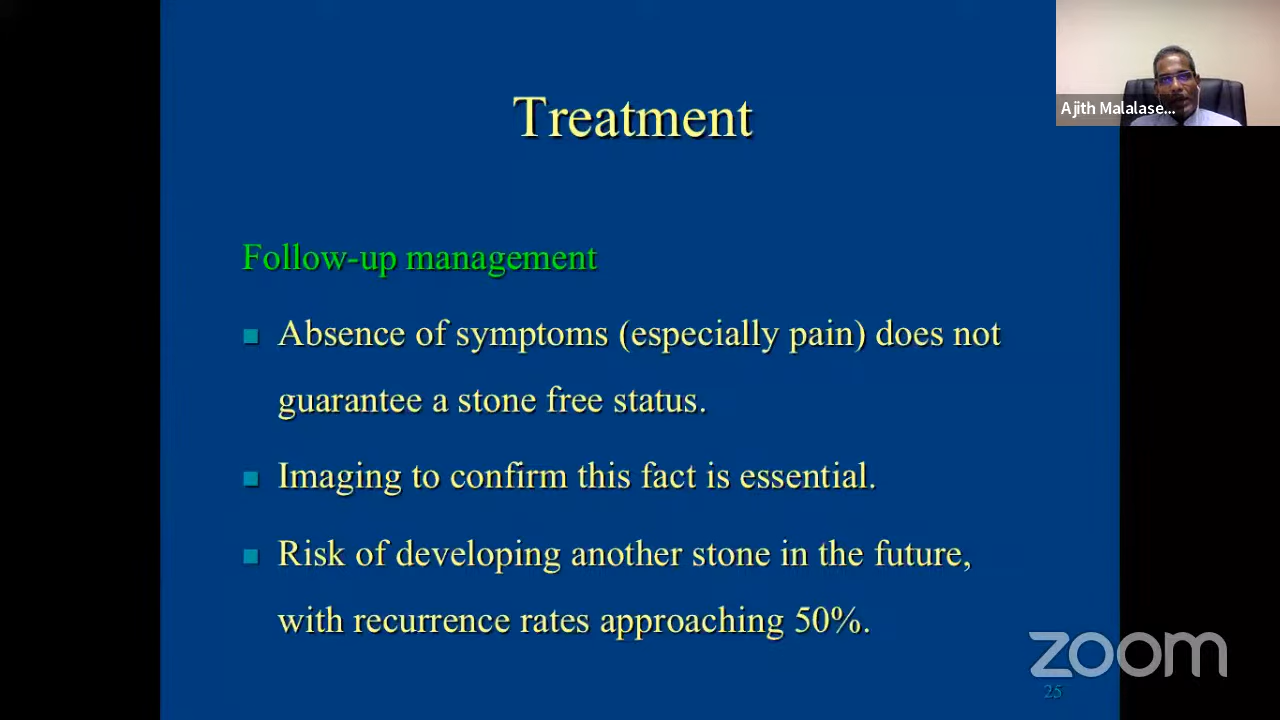 Treatment
Ajith Malalase...
Follow-up management
Absence of symptoms (especially pain) does not
guarantee a stone free status.
Imaging to confirm this fact is essential.
Risk of developing another stone in the future,
with recurrence rates approaching 50%.
zoom
25